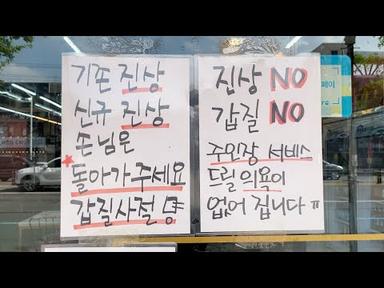 기존 진상
신규 진상
손님은
돌아가 주세요
갑질사절
진상 NO
갑질 NO
주인장 서비스
드릴 의욕이
없어 집니다 ㅠ